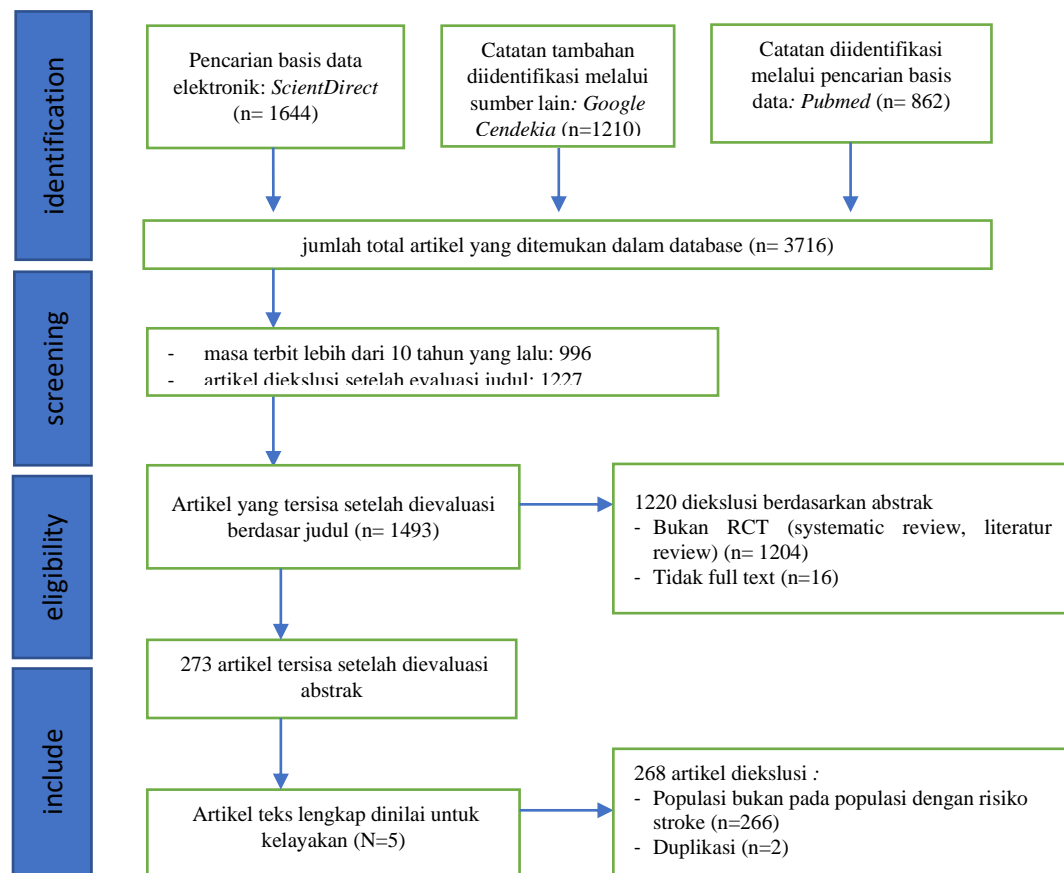 identification
Pencarian basis data
elektronik: ScientDirect
(n= 1644)
Catatan tambahan
diidentifikasi melalui
sumber lain: Google
Cendekia (n=1210)
Catatan diidentifikasi
melalui pencarian basis
data: Pubmed (n= 862)
jumlah total artikel yang ditemukan dalam database (n= 3716)
screening
- masa terbit lebih dari 10 tahun yang lalu: 996
- artikel diekslusi setelah evaluasi judul: 1227
eligibility
Artikel yang tersisa setelah dievaluasi
berdasar judul (n= 1493)
1220 diekslusi berdasarkan abstrak
- Bukan RCT (systematic review, literatur
review) (n= 1204)
- Tidak full text (n=16)
273 artikel tersisa setelah dievaluasi
abstrak
include
Artikel teks lengkap dinilai untuk
kelayakan (N=5)
268 artikel diekslusi :
- Populasi bukan pada populasi dengan risiko
stroke (n=266)
- Duplikasi (n=2)